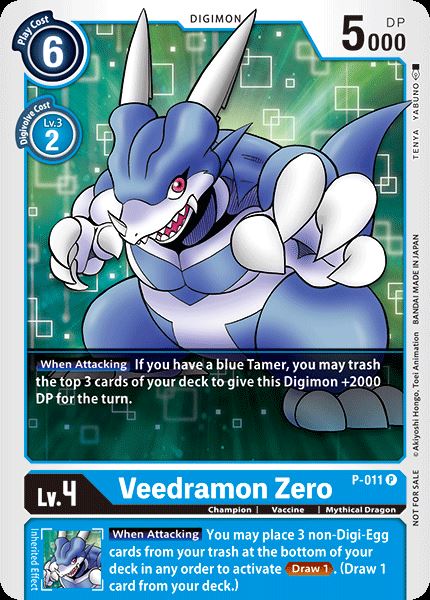 Play Cost
6
DIGIMON
DP
5000
Digivolve Cost
Lv.3
2
TENYA YABUNO
©Akiyoshi Hongo, Toei Animation BANDAI MADE IN JAPAN
NOT FOR SALE
When Attacking If you have a blue Tamer, you may trash
the top 3 cards of your deck to give this Digimon +2000
DP for the turn.
P-011 P
Lv.4
Veedramon Zero
Champion | Vaccine | Mythical Dragon
Inherited Effect
When Attacking You may place 3 non-Digi-Egg
cards from your trash at the bottom of your
deck in any order to activate Draw 1. (Draw 1
card from your deck.)